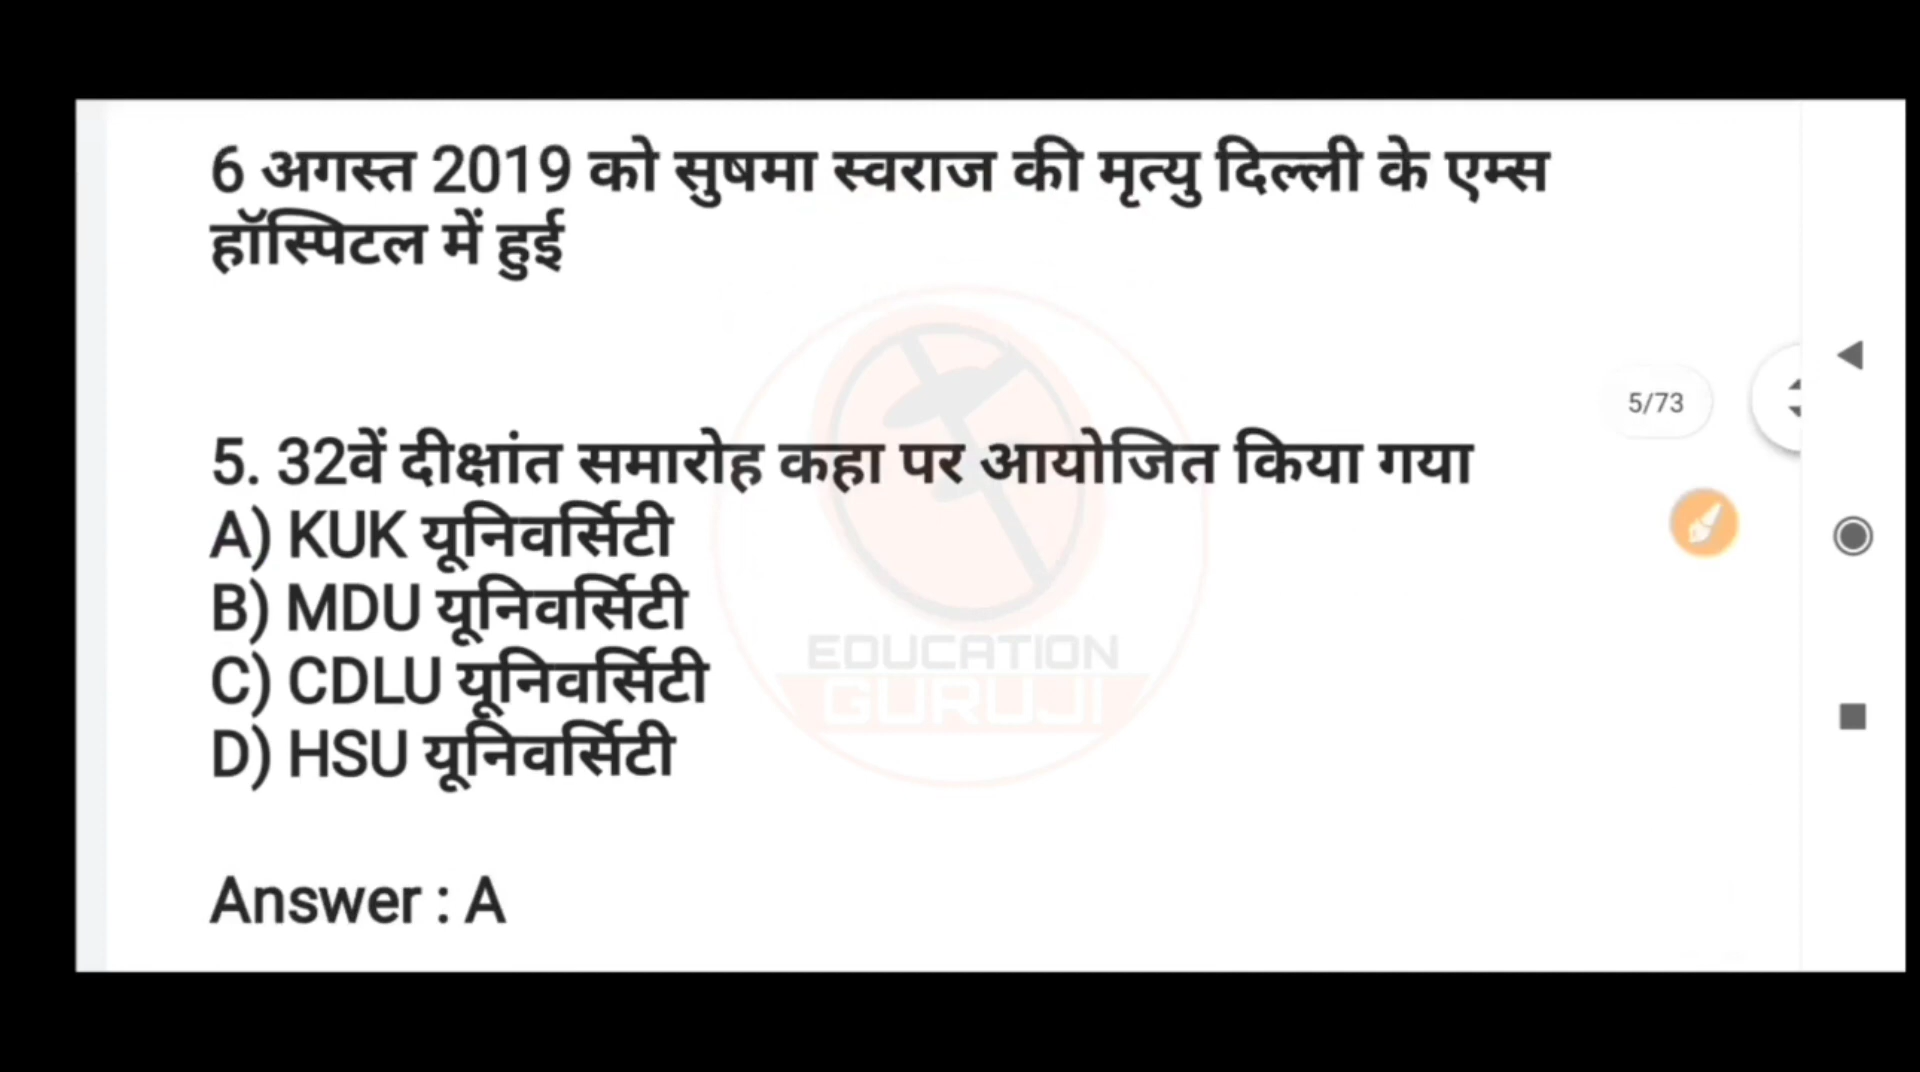 6 अगस्त 2019 को सुषमा स्वराज की मृत्यु दिल्ली के एम्स
हॉस्पिटल में हुई
5/73
5. 32वें दीक्षांत समारोह कहा पर आयोजित किया गया
A) KUK यूनिवर्सिटी
B) MDU यूनिवर्सिटी
C) CDLU यूनिवर्सिटी
D) HSU यूनिवर्सिटी
EDUCATION
GURUJI
Answer : A